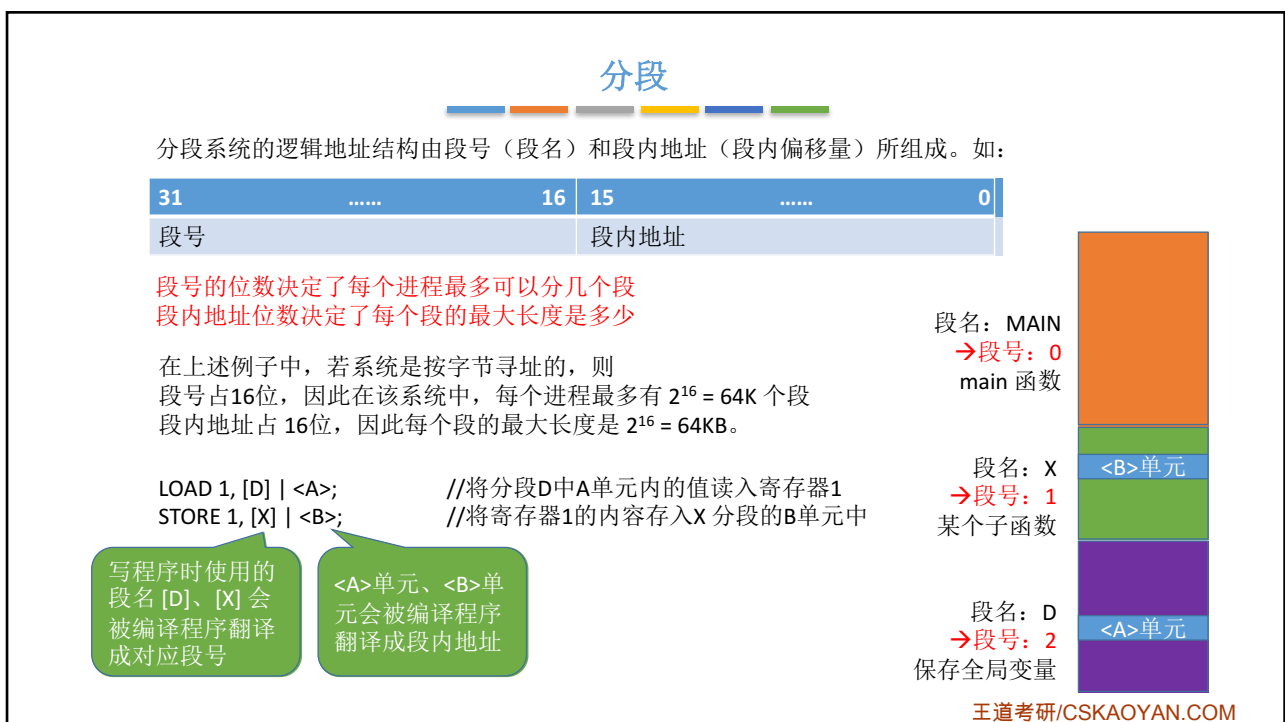 分段
分段系统的逻辑地址结构由段号（段名）和段内地址（段内偏移量）所组成。如：
31 …… 16 15 …… 0
段号 段内地址
段号的位数决定了每个进程最多可以分几个段
段内地址位数决定了每个段的最大长度是多少
在上述例子中，若系统是按字节寻址的，则
段号占16位，因此在该系统中，每个进程最多有 2¹⁶ = 64K 个段
段内地址占 16位，因此每个段的最大长度是 2¹⁶ = 64KB。
LOAD 1, [D] | <A>; //将分段D中A单元内的值读入寄存器1
STORE 1, [X] | <B>; //将寄存器1的内容存入X 分段的B单元中
写程序时使用的
段名 [D]、[X] 会
被编译程序翻译
成对应段号
<A>单元、<B>单
元会被编译程序
翻译成段内地址
段名：MAIN
→段号：0
main 函数
段名：X
→段号：1
某个子函数
<B>单元
段名：D
→段号：2
保存全局变量
<A>单元
王道考研/CSKAOYAN.COM